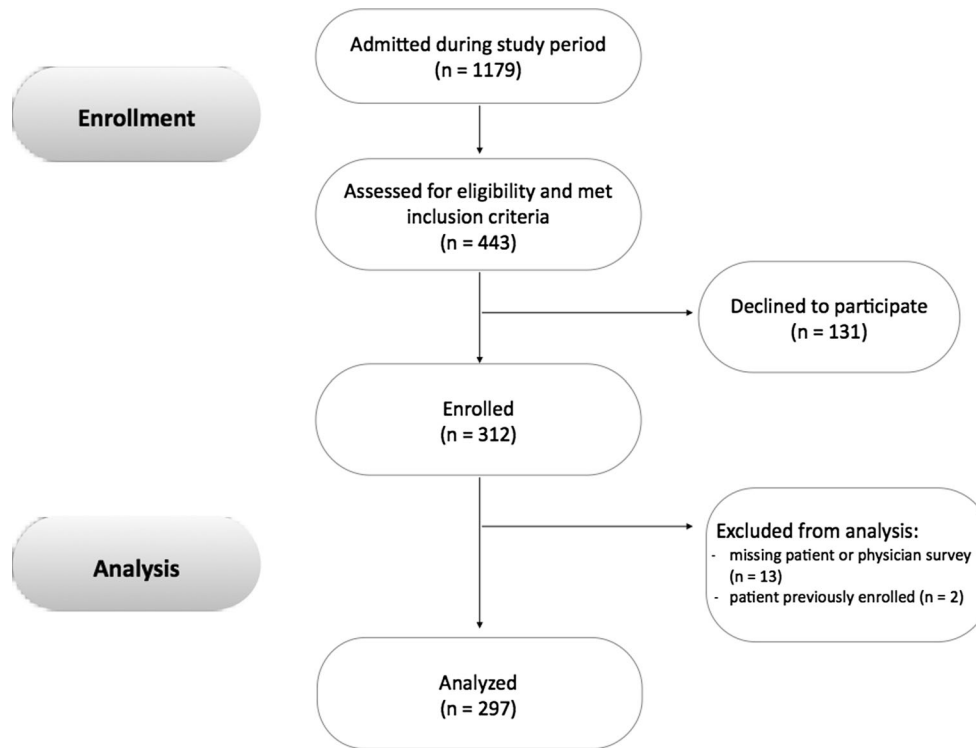 Admitted during study period
(n = 1179)
Enrollment
Assessed for eligibility and met
inclusion criteria
(n = 443)
Declined to participate
(n = 131)
Enrolled
(n = 312)
Excluded from analysis:
- missing patient or physician survey
(n = 13)
- patient previously enrolled (n = 2)
Analysis
Analyzed
(n = 297)